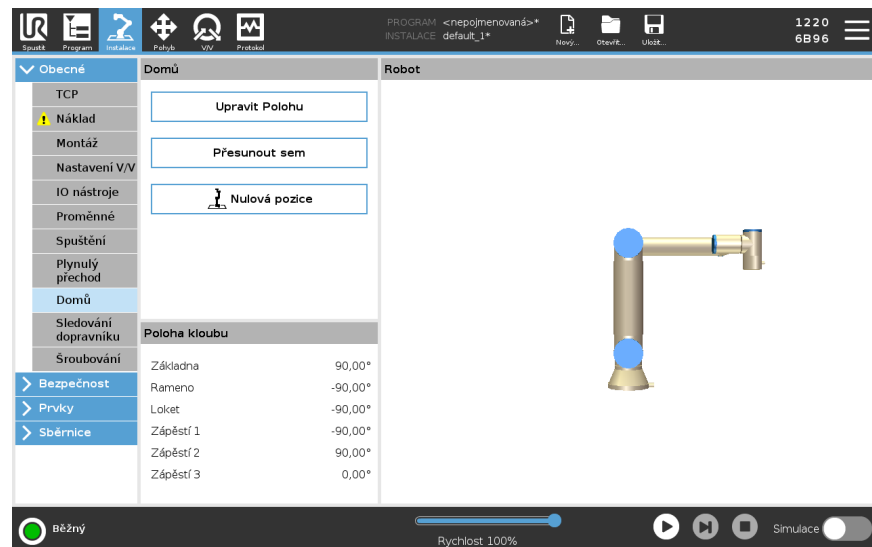 PROGRAM <nepojmenovaná>*
INSTALACE default_1*
Spustit Program Instalace Pohyb V/V Protokol
Nový... Otevřít... Uložit...
1220
6B96
Obecné
TCP
Náklad
Montáž
Nastavení V/V
IO nástroje
Proměnné
Spuštění
Plynulý
přechod
Domů
Sledování
dopravníku
Šroubování
Bezpečnost
Prvky
Sběrnice
Domů
Upravit Polohu
Přesunout sem
Nulová pozice
Poloha kloubu
Základna 90,00°
Rameno -90,00°
Loket -90,00°
Zápěstí 1 -90,00°
Zápěstí 2 90,00°
Zápěstí 3 0,00°
Robot
Běžný
Rychlost 100%
Simulace